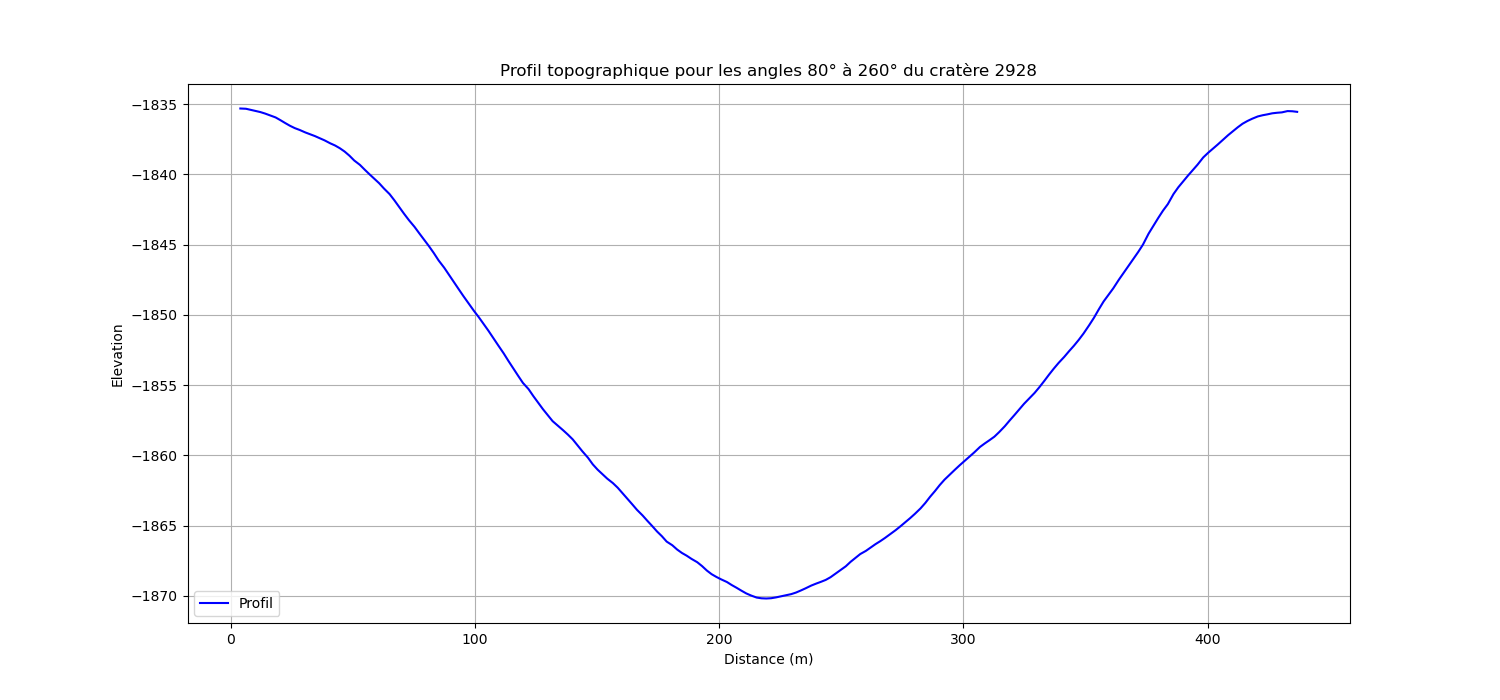 Profil topographique pour les angles 80° à 260° du cratère 2928
Elevation
−1835
−1840
−1845
−1850
−1855
−1860
−1865
−1870
Profil
0 100 200 300 400
Distance (m)